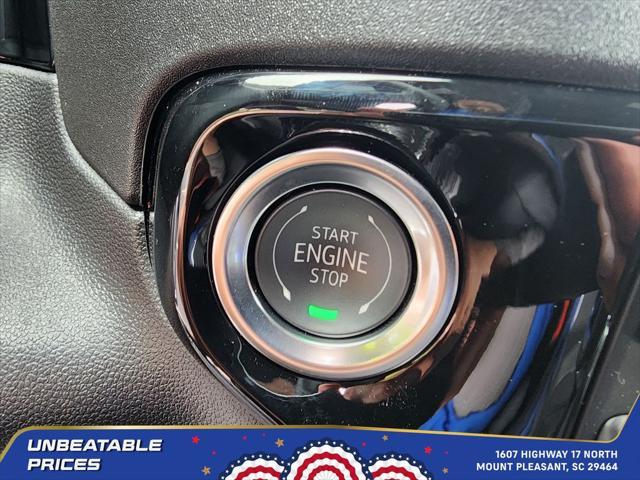 START
ENGINE
STOP
UNBEATABLE
PRICES
1607 HIGHWAY 17 NORTH
MOUNT PLEASANT, SC 29464